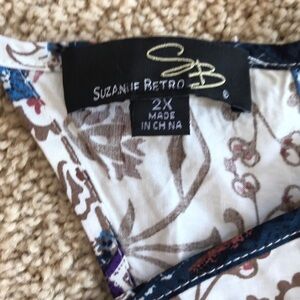 SB
SUZANNE BETRO
®
2X
MADE
IN CHINA